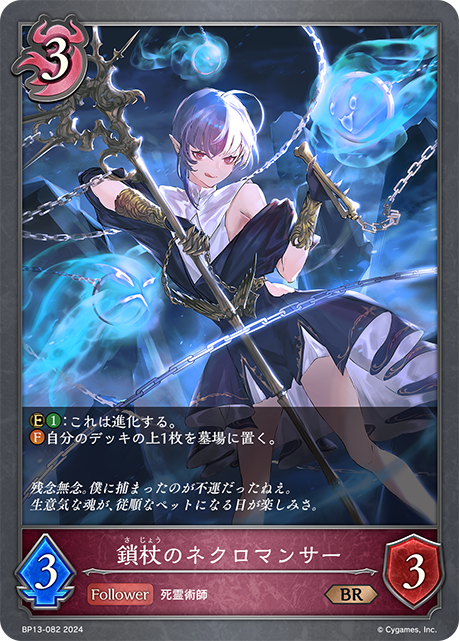 3
E 1：これは進化する。
F 自分のデッキの上1枚を墓場に置く。
残念無念。僕に捕まったのが不運だったねえ。
生意気な魂が、従順なペットになる日が楽しみさ。
さ じょう
鎖杖のネクロマンサー
3
Follower 死霊術師
BR
3
BP13-082 2024
© Cygames, Inc.